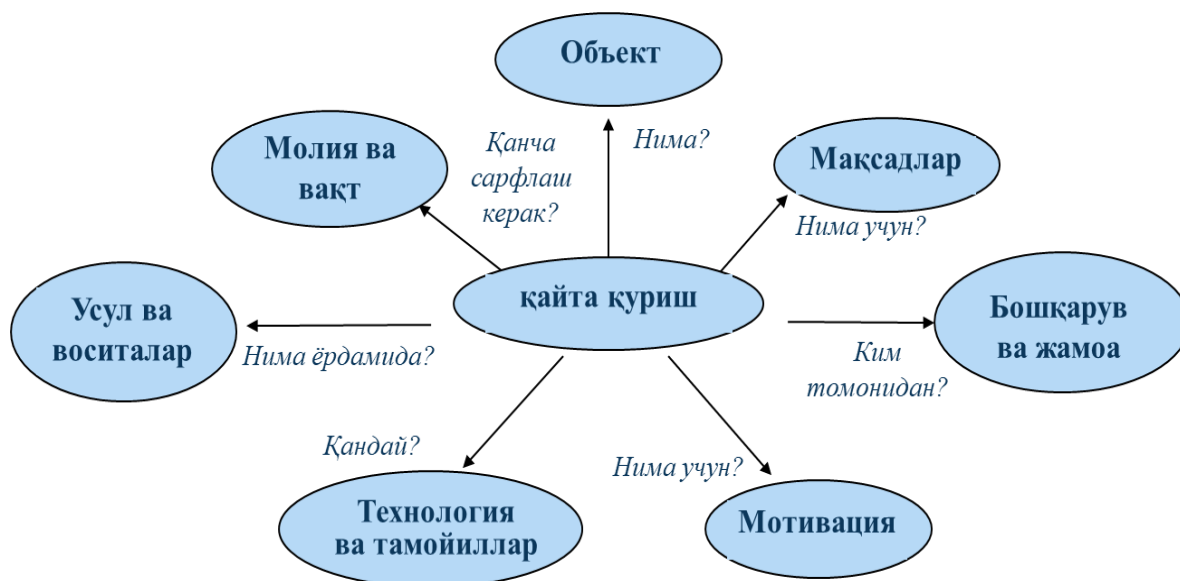 Объект
Молия ва
вақт
Қанча
сарфлаш
керак?
Нима?
Мақсадлар
Нима учун?
қайта қуриш
Усул ва
воситалар
Нима ёрдамида?
Бошқарув
ва жамоа
Ким
томонидан?
Қандай?
Нима учун?
Технология
ва тамойиллар
Мотивация